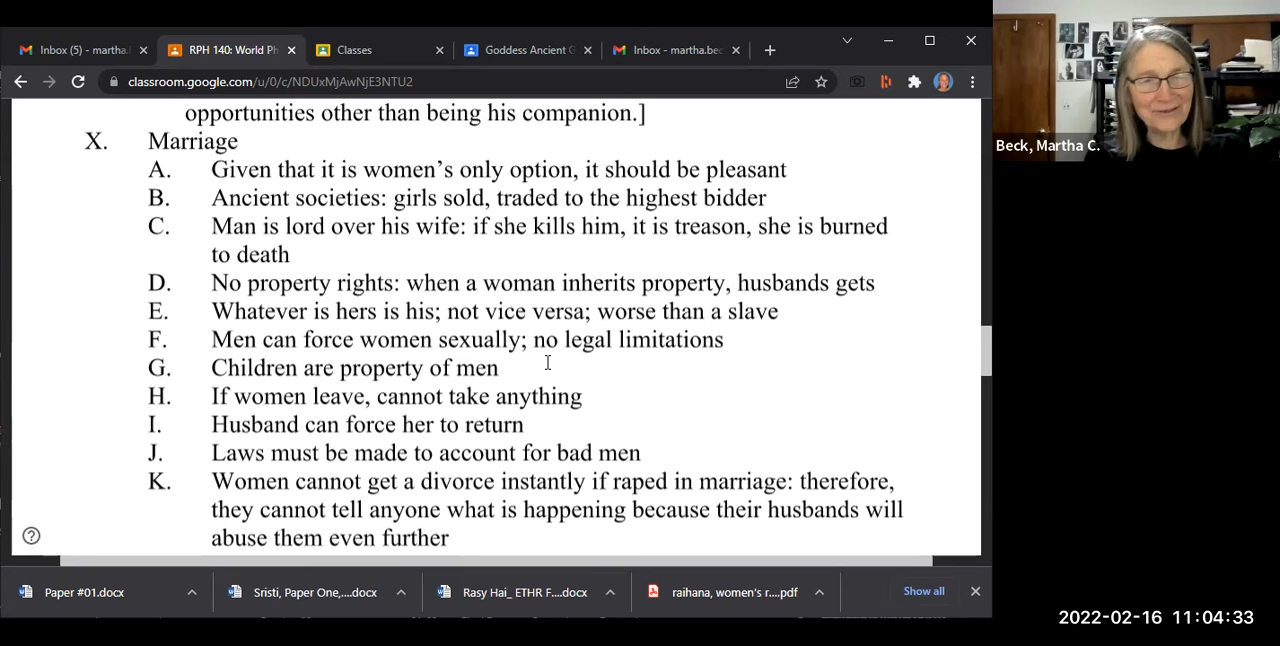 Inbox (5) - martha.
RPH 140: World Ph
Classes
Goddess Ancient G
Inbox - martha.bec
classroom.google.com/u/0/c/NDUxMjAwNjE3NTU2
opportunities other than being his companion.]
X. Marriage
A. Given that it is women's only option, it should be pleasant
B. Ancient societies: girls sold, traded to the highest bidder
C. Man is lord over his wife: if she kills him, it is treason, she is burned
to death
D. No property rights: when a woman inherits property, husbands gets
E. Whatever is hers is his; not vice versa; worse than a slave
F. Men can force women sexually; no legal limitations
G. Children are property of men
H. If women leave, cannot take anything
I. Husband can force her to return
J. Laws must be made to account for bad men
K. Women cannot get a divorce instantly if raped in marriage: therefore,
they cannot tell anyone what is happening because their husbands will
abuse them even further
Paper #01.docx
Sristi, Paper One,....docx
Rasy Hai_ ETHR F....docx
raihana, women's r....pdf
Show all
Beck, Martha C.
2022-02-16 11:04:33